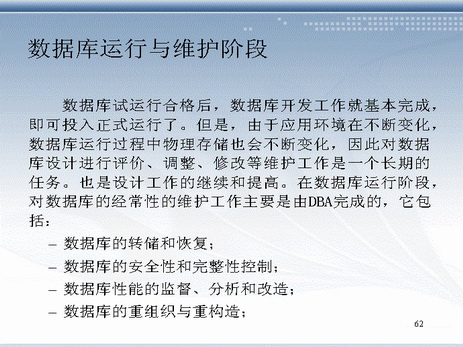 数据库运行与维护阶段
数据库试运行合格后，数据库开发工作就基本完成，
即可投入正式运行了。但是，由于应用环境在不断变化，
数据库运行过程中物理存储也会不断变化，因此对数据
库设计进行评价、调整、修改等维护工作是一个长期的
任务。也是设计工作的继续和提高。在数据库运行阶段，
对数据库的经常性的维护工作主要是由DBA完成的，它包
括：
– 数据库的转储和恢复；
– 数据库的安全性和完整性控制；
– 数据库性能的监督、分析和改造；
– 数据库的重组织与重构造；
62